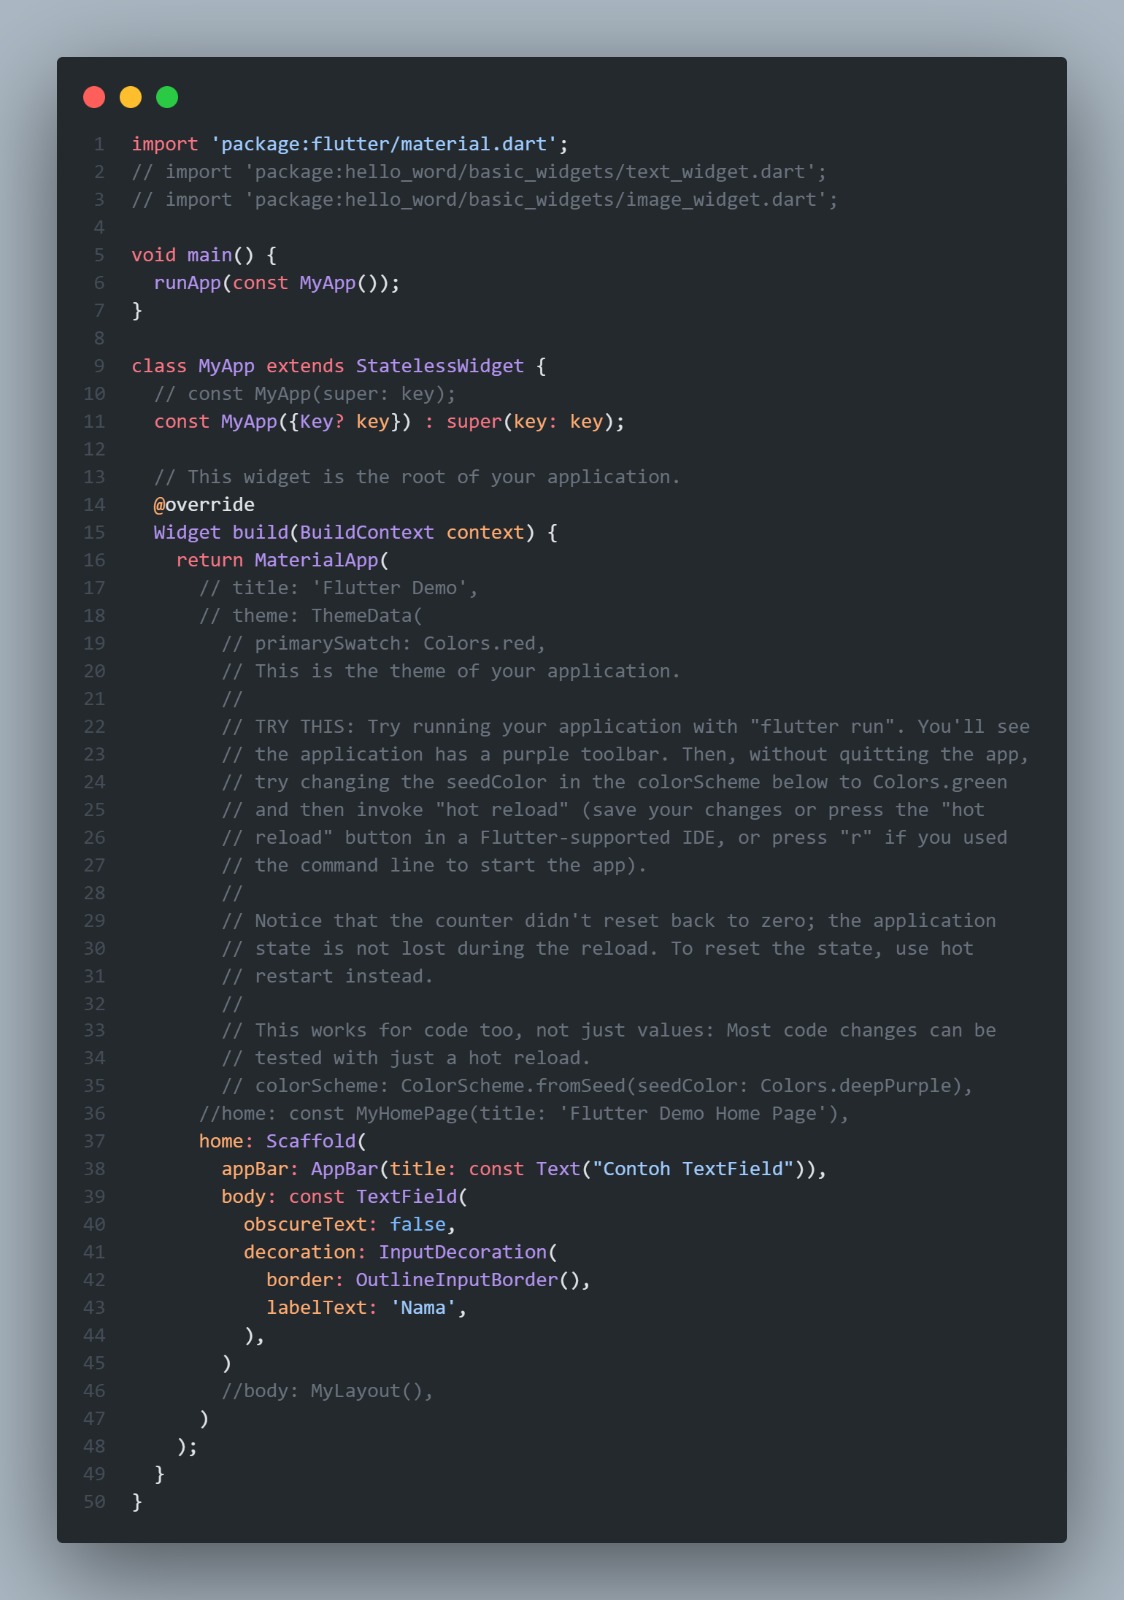 1 import 'package:flutter/material.dart';
2 // import 'package:hello_word/basic_widgets/text_widget.dart';
3 // import 'package:hello_word/basic_widgets/image_widget.dart';
4
5 void main() {
6   runApp(const MyApp());
7 }
8
9 class MyApp extends StatelessWidget {
10   // const MyApp(super: key);
11   const MyApp({Key? key}) : super(key: key);
12
13   // This widget is the root of your application.
14   @override
15   Widget build(BuildContext context) {
16     return MaterialApp(
17       // title: 'Flutter Demo',
18       // theme: ThemeData(
19         // primarySwatch: Colors.red,
20         // This is the theme of your application.
21         //
22         // TRY THIS: Try running your application with "flutter run". You'll see
23         // the application has a purple toolbar. Then, without quitting the app,
24         // try changing the seedColor in the colorScheme below to Colors.green
25         // and then invoke "hot reload" (save your changes or press the "hot
26         // reload" button in a Flutter-supported IDE, or press "r" if you used
27         // the command line to start the app).
28         //
29         // Notice that the counter didn't reset back to zero; the application
30         // state is not lost during the reload. To reset the state, use hot
31         // restart instead.
32         //
33         // This works for code too, not just values: Most code changes can be
34         // tested with just a hot reload.
35         // colorScheme: ColorScheme.fromSeed(seedColor: Colors.deepPurple),
36       //home: const MyHomePage(title: 'Flutter Demo Home Page'),
37       home: Scaffold(
38         appBar: AppBar(title: const Text("Contoh TextField")),
39         body: const TextField(
40           obscureText: false,
41           decoration: InputDecoration(
42             border: OutlineInputBorder(),
43             labelText: 'Nama',
44           ),
45         )
46         //body: MyLayout(),
47       )
48     );
49   }
50 }